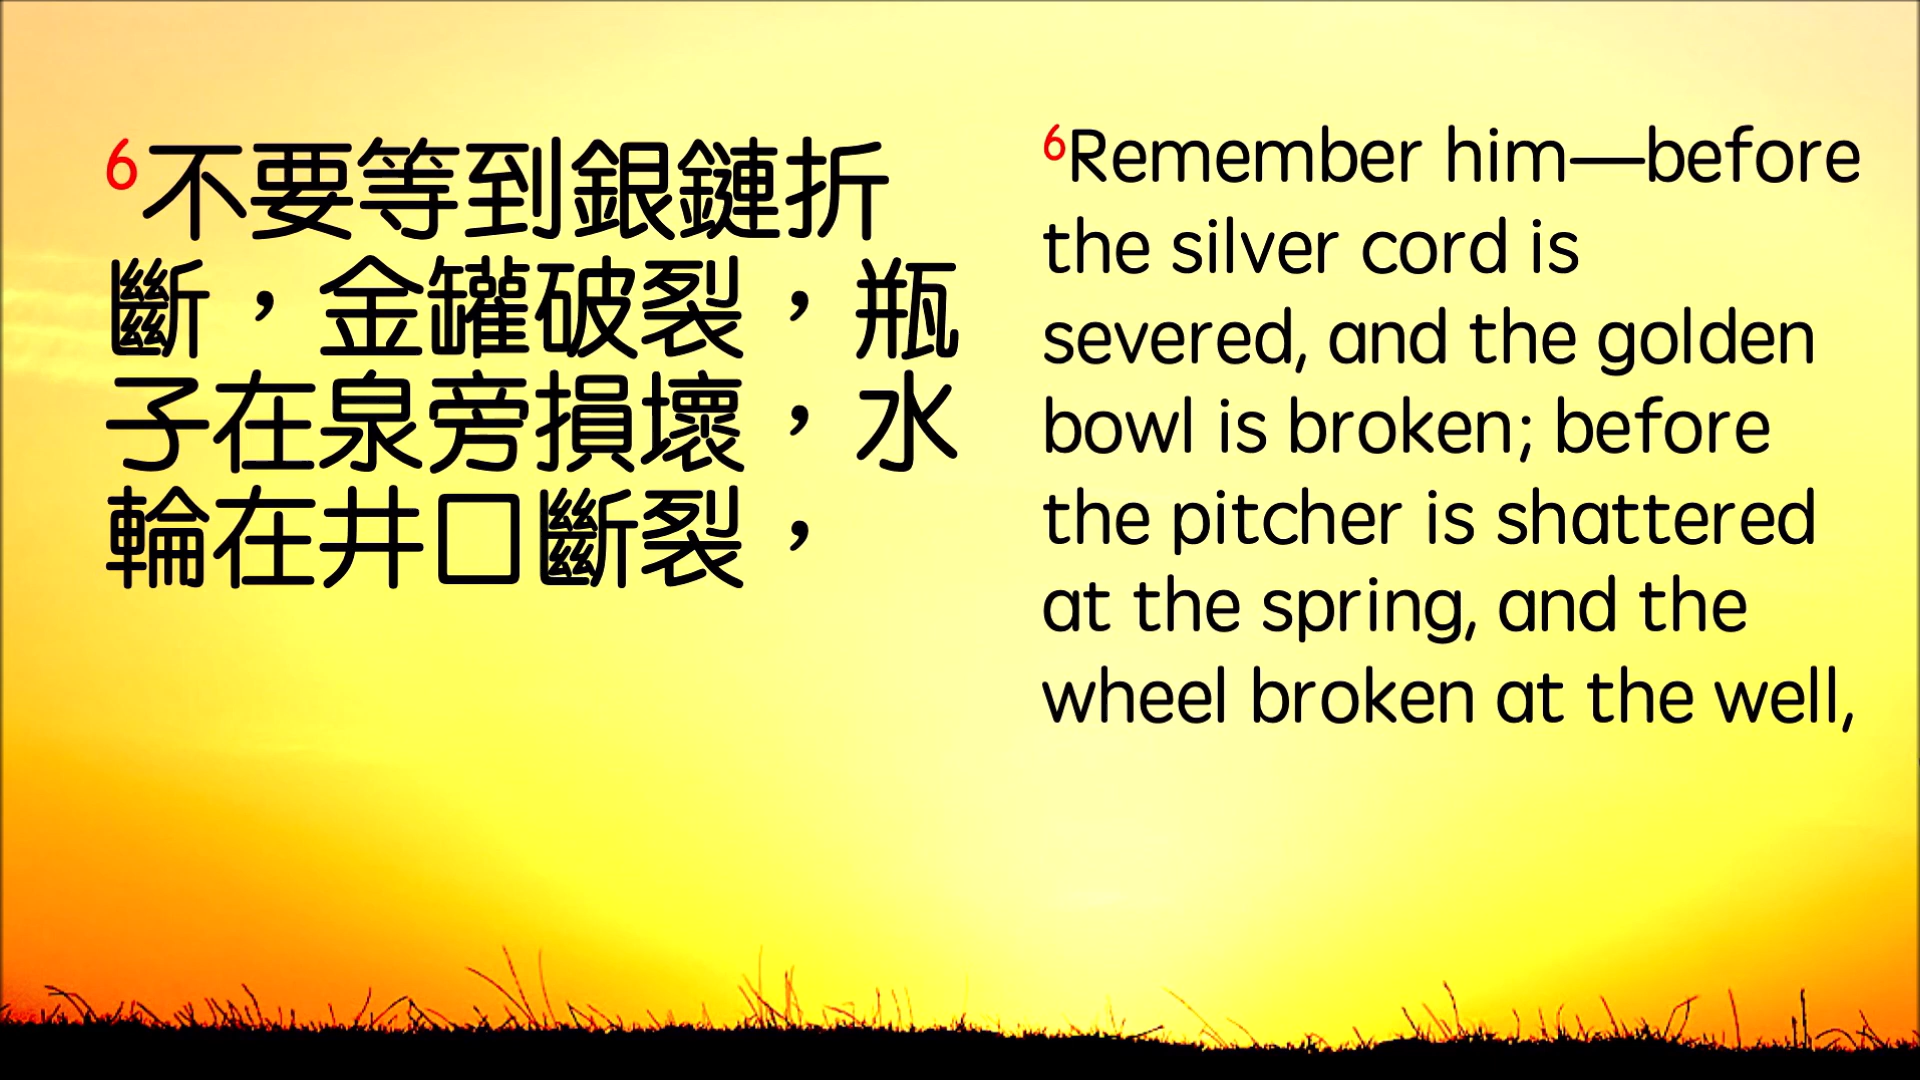 6不要等到銀鏈折
斷，金罐破裂，瓶
子在泉旁損壞，水
輪在井口斷裂，
6Remember him—before
the silver cord is
severed, and the golden
bowl is broken; before
the pitcher is shattered
at the spring, and the
wheel broken at the well,